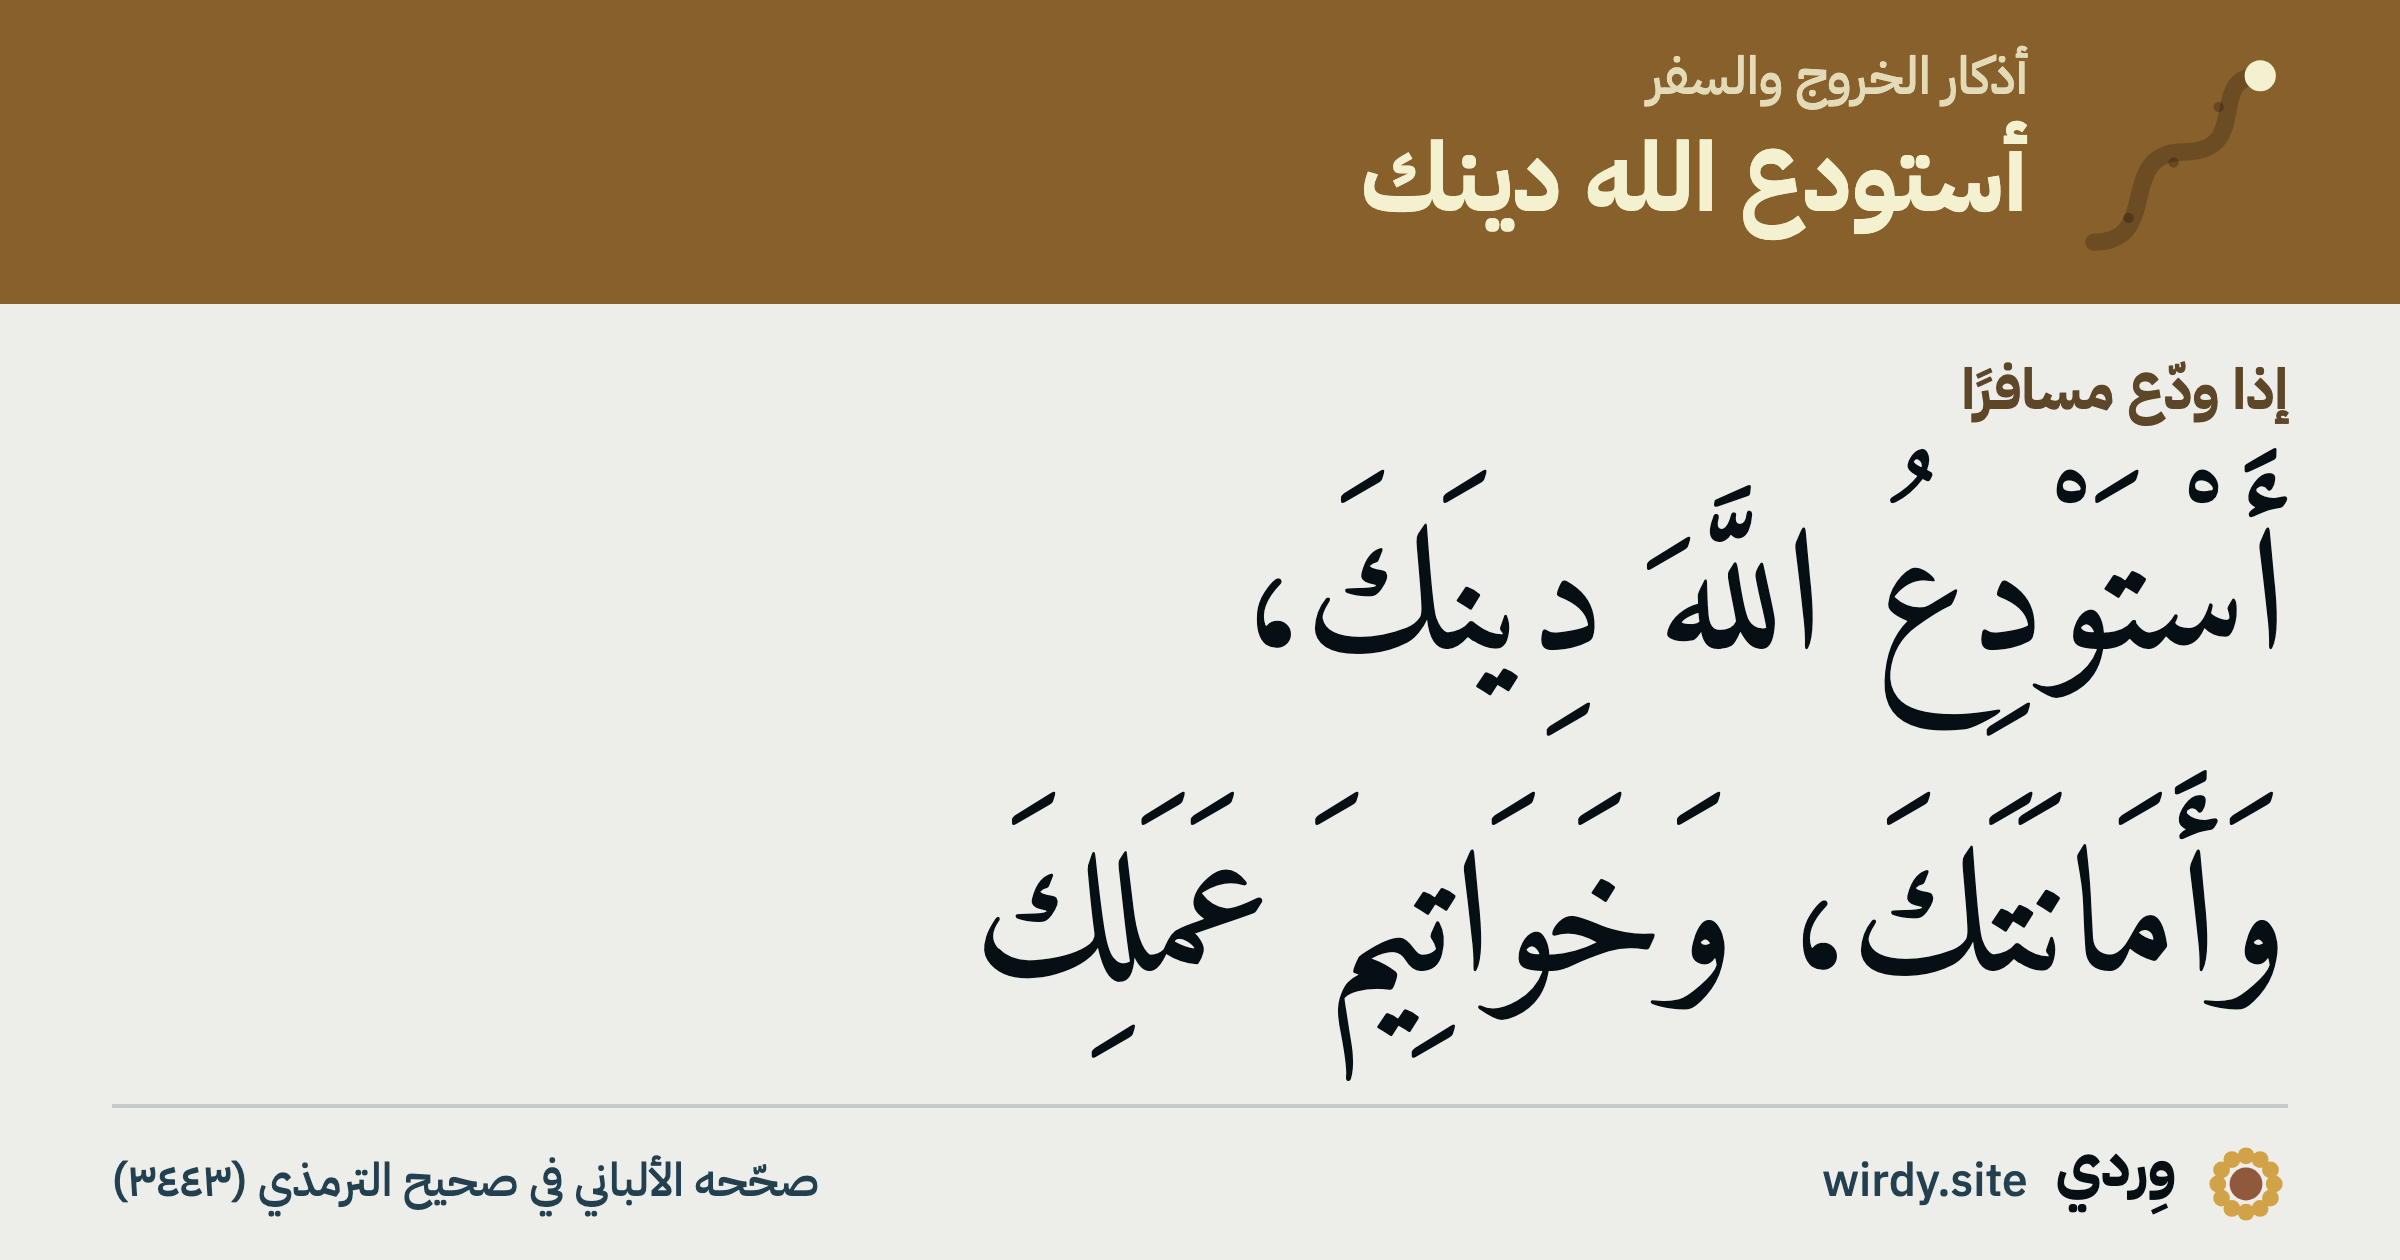 أذكار الخروج والسفر
أستودع الله دينك
إذا ودّع مسافرًا
أَسْتَوْدِعُ اللَّهَ دِينَكَ،
وَأَمَانَتَكَ، وَخَوَاتِيمَ عَمَلِكَ
وِردي wirdy.site
صحّحه الألباني في صحيح الترمذي (٣٤٤٣)